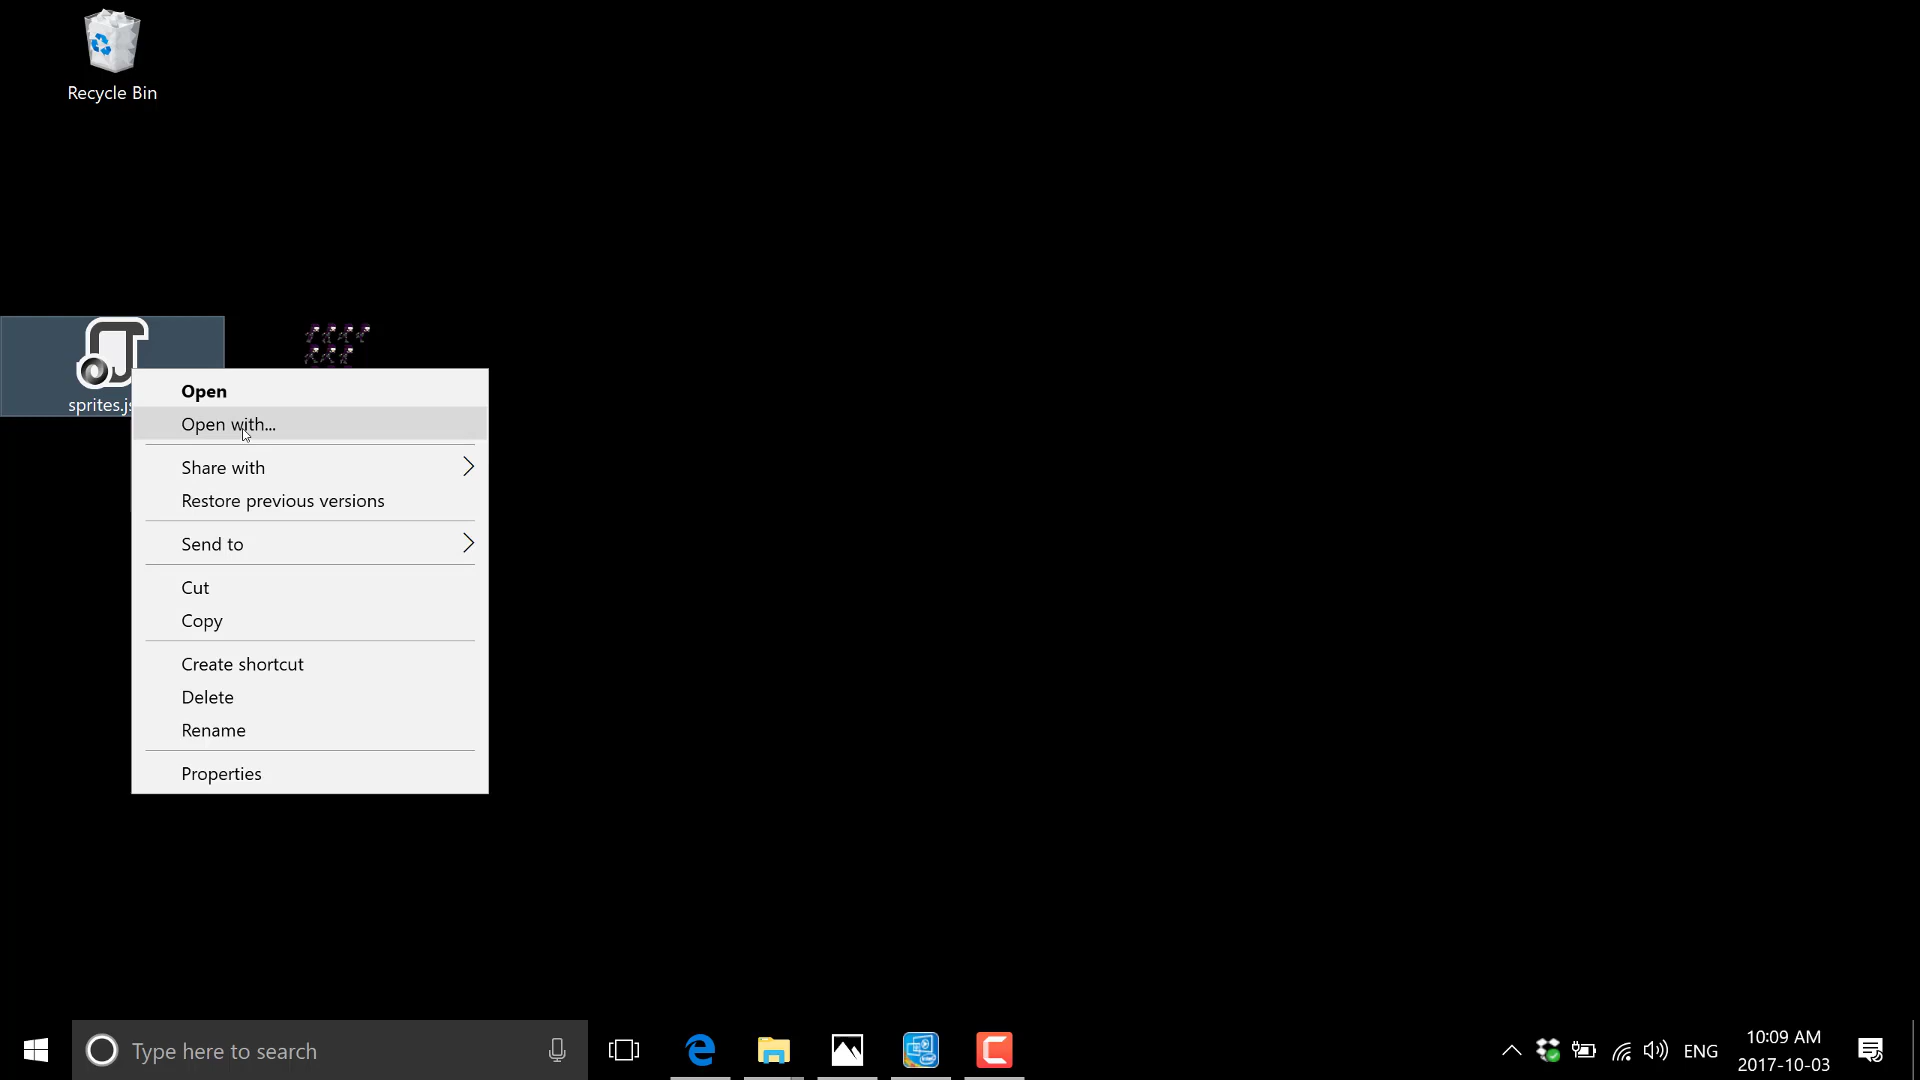 Recycle Bin
sprites.js
Open
Open with...
Share with
Restore previous versions
Send to
Cut
Copy
Create shortcut
Delete
Rename
Properties
Type here to search
ENG
10:09 AM
2017-10-03